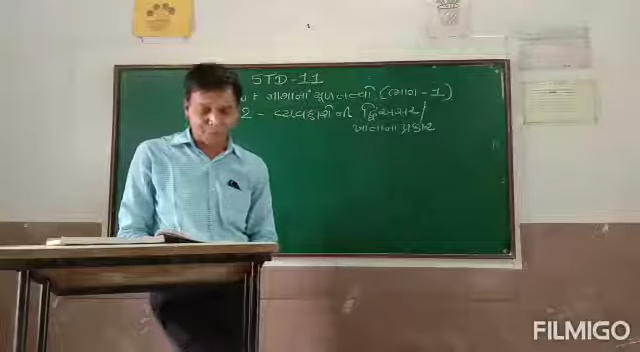 STD-11
નામાનાં મૂળતત્વો (ભાગ-1)
2 - વ્યવહારોની દ્વિઅસર/
ખાતાના પ્રકાર
FILMIGO